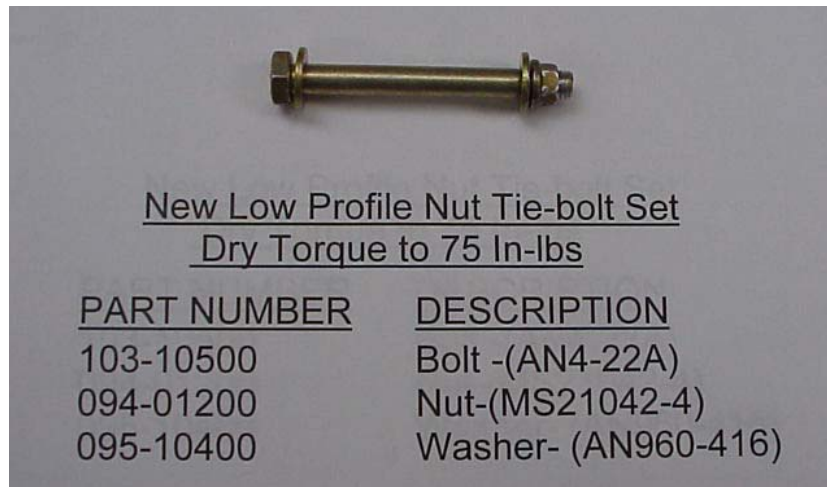 New Low Profile Nut Tie-bolt Set
Dry Torque to 75 In-lbs
PART NUMBER DESCRIPTION
103-10500 Bolt -(AN4-22A)
094-01200 Nut-(MS21042-4)
095-10400 Washer- (AN960-416)